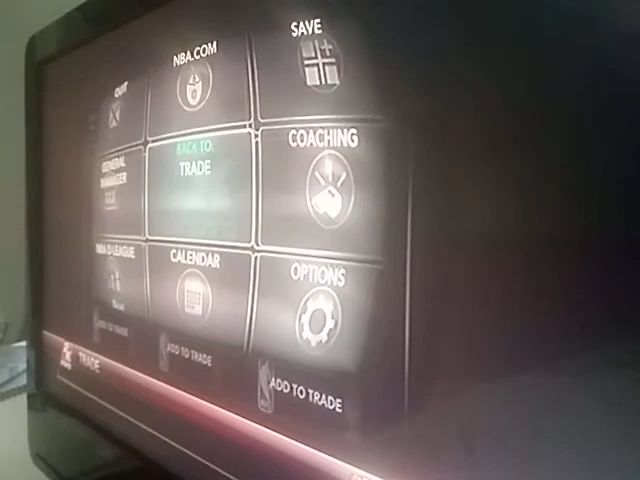 QUIT
NBA.COM
SAVE
GENERAL
MANAGER
BACK TO:
TRADE
COACHING
NBA D-LEAGUE
CALENDAR
OPTIONS
ADD TO TRADE
ADD TO TRADE
ADD TO TRADE
TRADE